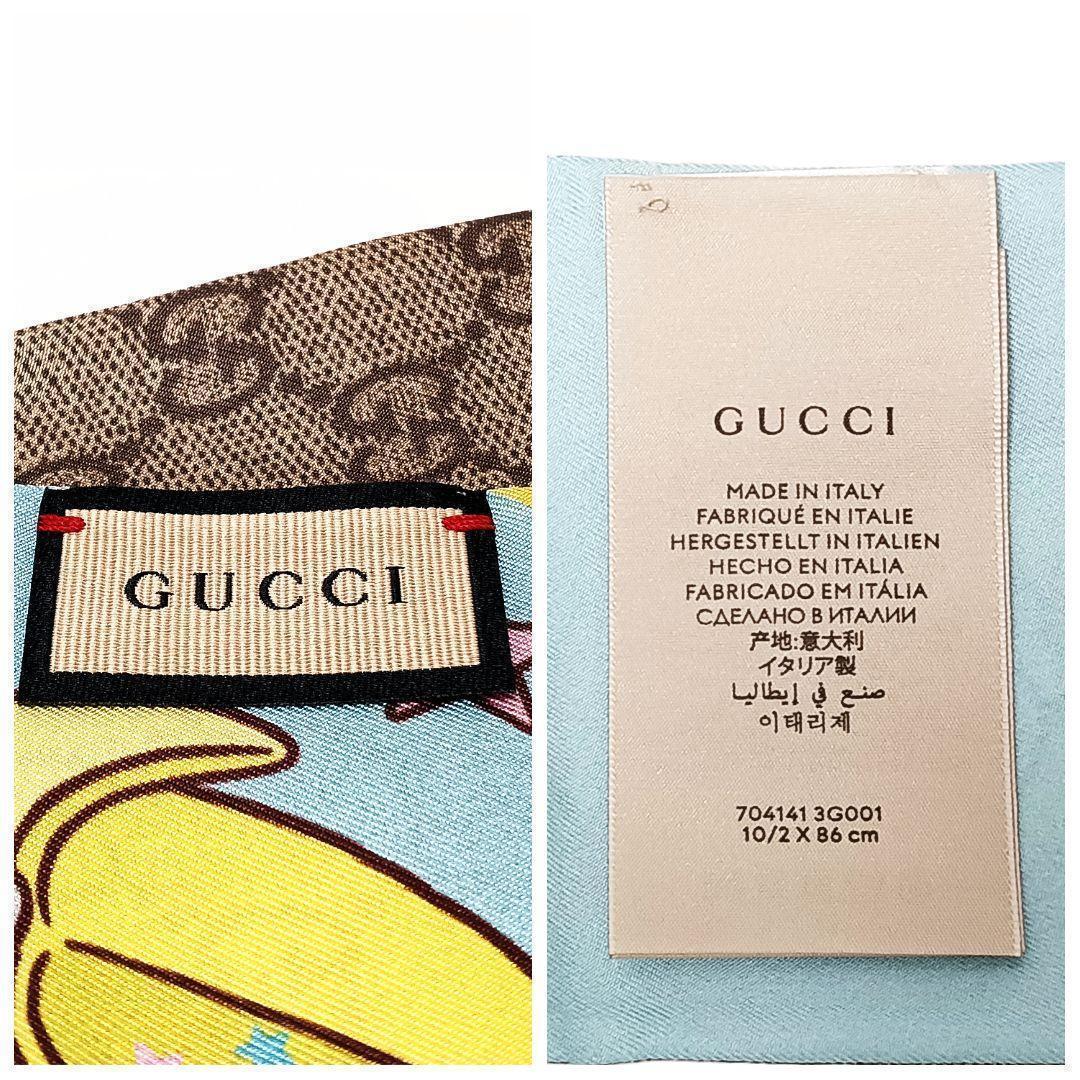 GUCCI
GUCCI
MADE IN ITALY
FABRIQUÉ EN ITALIE
HERGESTELLT IN ITALIEN
HECHO EN ITALIA
FABRICADO EM ITÁLIA
СДЕЛАНО В ИТАЛИИ
产地:意大利
イタリア製
صنع في إيطاليا
이태리제
704141 3G001
10/2 X 86 cm